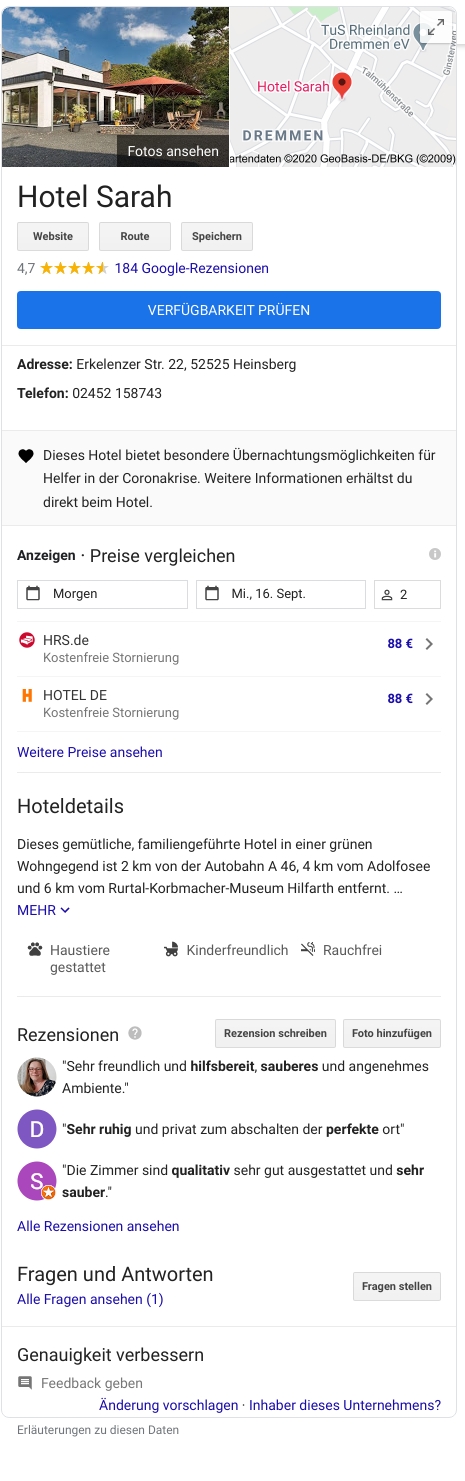 TuS Rheinland
Dremmen eV
Ginsterweg
Hotel Sarah
Talmühlenstraße
DREMMEN
Fotos ansehen
artendaten ©2020 GeoBasis-DE/BKG (©2009)
Hotel Sarah
Website Route Speichern
4,7 184 Google-Rezensionen
VERFÜGBARKEIT PRÜFEN
Adresse: Erkelenzer Str. 22, 52525 Heinsberg
Telefon: 02452 158743
Dieses Hotel bietet besondere Übernachtungsmöglichkeiten für
Helfer in der Coronakrise. Weitere Informationen erhältst du
direkt beim Hotel.
Anzeigen · Preise vergleichen
Morgen Mi., 16. Sept. 2
HRS.de 88 €
Kostenfreie Stornierung
HOTEL DE 88 €
Kostenfreie Stornierung
Weitere Preise ansehen
Hoteldetails
Dieses gemütliche, familiengeführte Hotel in einer grünen
Wohngegend ist 2 km von der Autobahn A 46, 4 km vom Adolfosee
und 6 km vom Rurtal-Korbmacher-Museum Hilfarth entfernt. …
MEHR
Haustiere Kinderfreundlich Rauchfrei
gestattet
Rezensionen Rezension schreiben Foto hinzufügen
"Sehr freundlich und hilfsbereit, sauberes und angenehmes
Ambiente."
D "Sehr ruhig und privat zum abschalten der perfekte ort"
S "Die Zimmer sind qualitativ sehr gut ausgestattet und sehr
sauber."
Alle Rezensionen ansehen
Fragen und Antworten Fragen stellen
Alle Fragen ansehen (1)
Genauigkeit verbessern
Feedback geben
Änderung vorschlagen · Inhaber dieses Unternehmens?
Erläuterungen zu diesen Daten